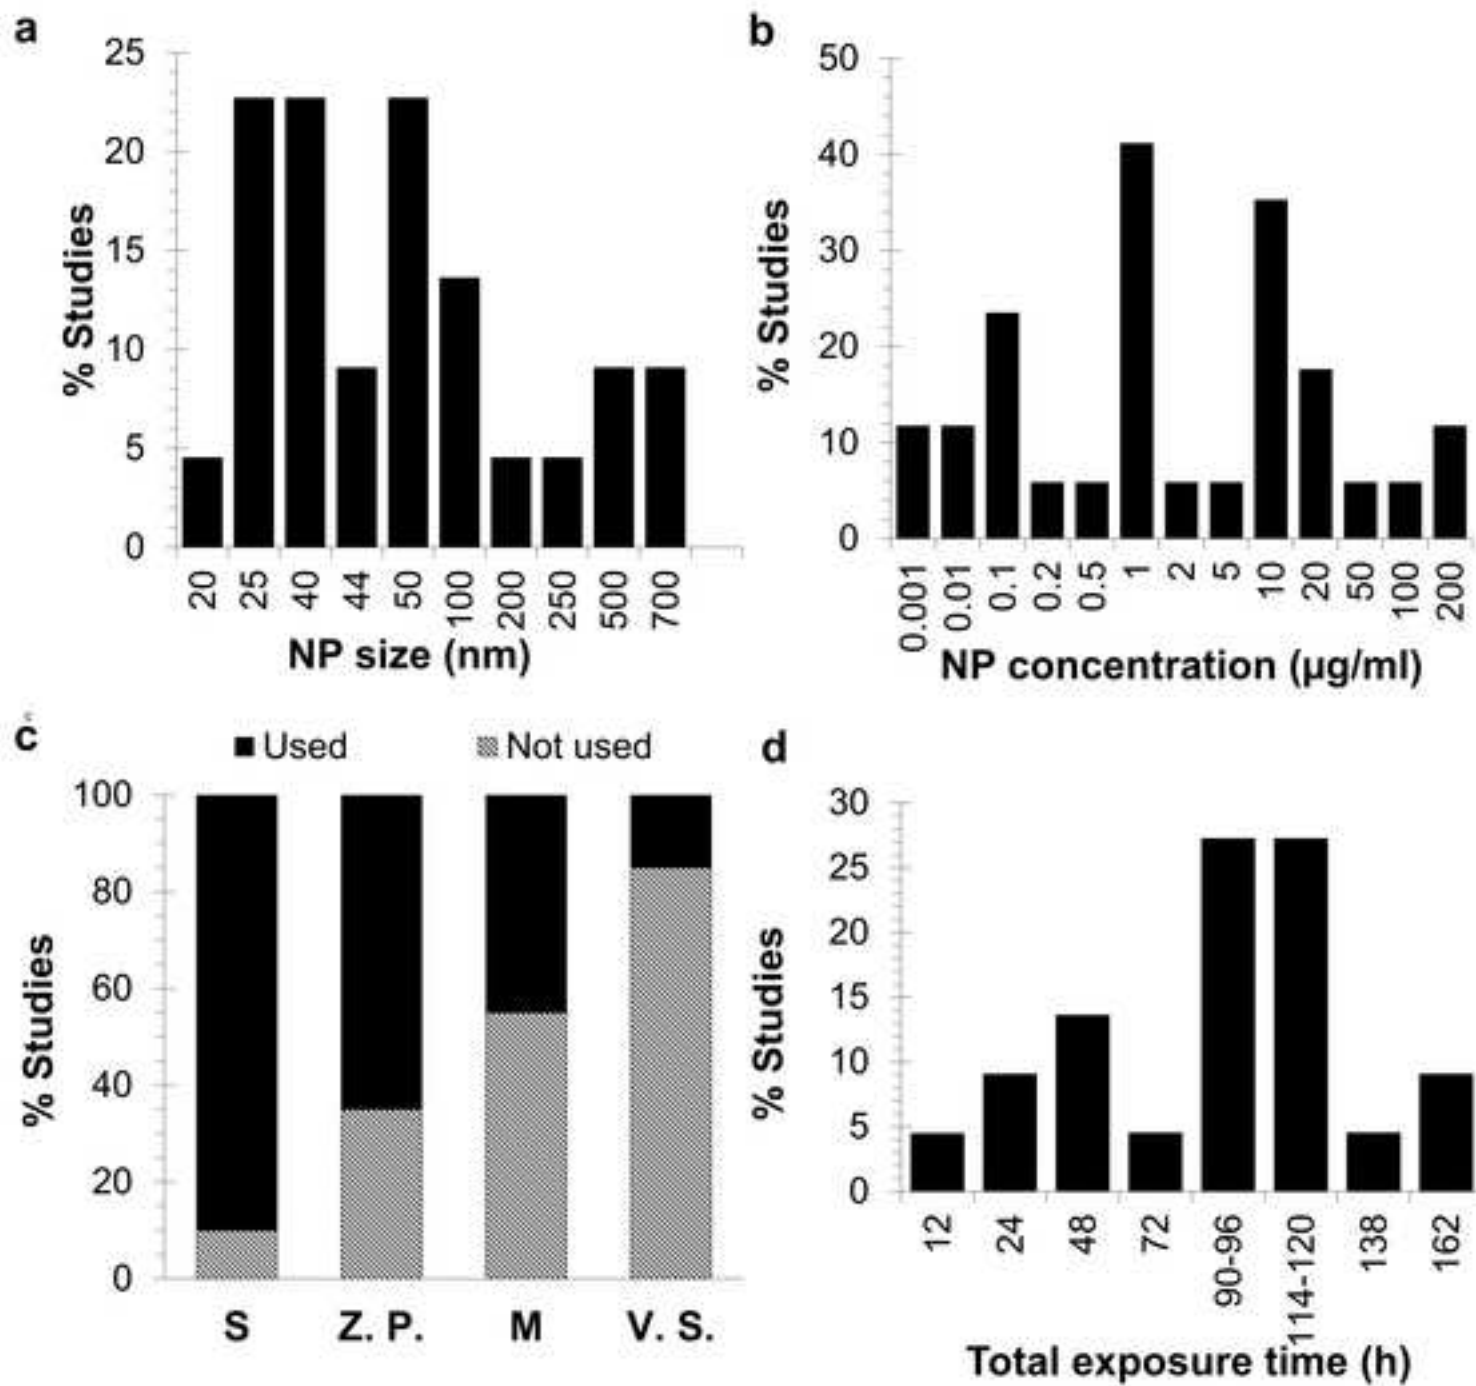 a
25
20
15
10
5
0
% Studies
20 25 40 44 50 100 200 250 500 700
NP size (nm)
b
50
40
30
20
10
0
% Studies
0.001 0.01 0.1 0.2 0.5 1 2 5 10 20 50 100 200
NP concentration (µg/ml)
c
Used Not used
100
80
60
40
20
0
% Studies
S Z. P. M V. S.
d
30
25
20
15
10
5
0
% Studies
12 24 48 72 90-96 114-120 138 162
Total exposure time (h)